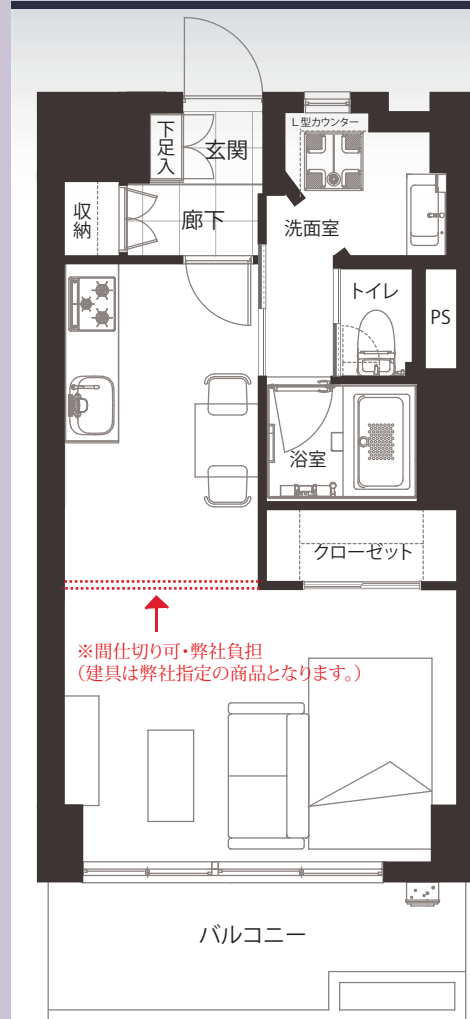 L型カウンター
下足入
玄関
収納
廊下
洗面室
トイレ
PS
浴室
クローゼット
※間仕切り可・弊社負担
（建具は弊社指定の商品となります。）
バルコニー